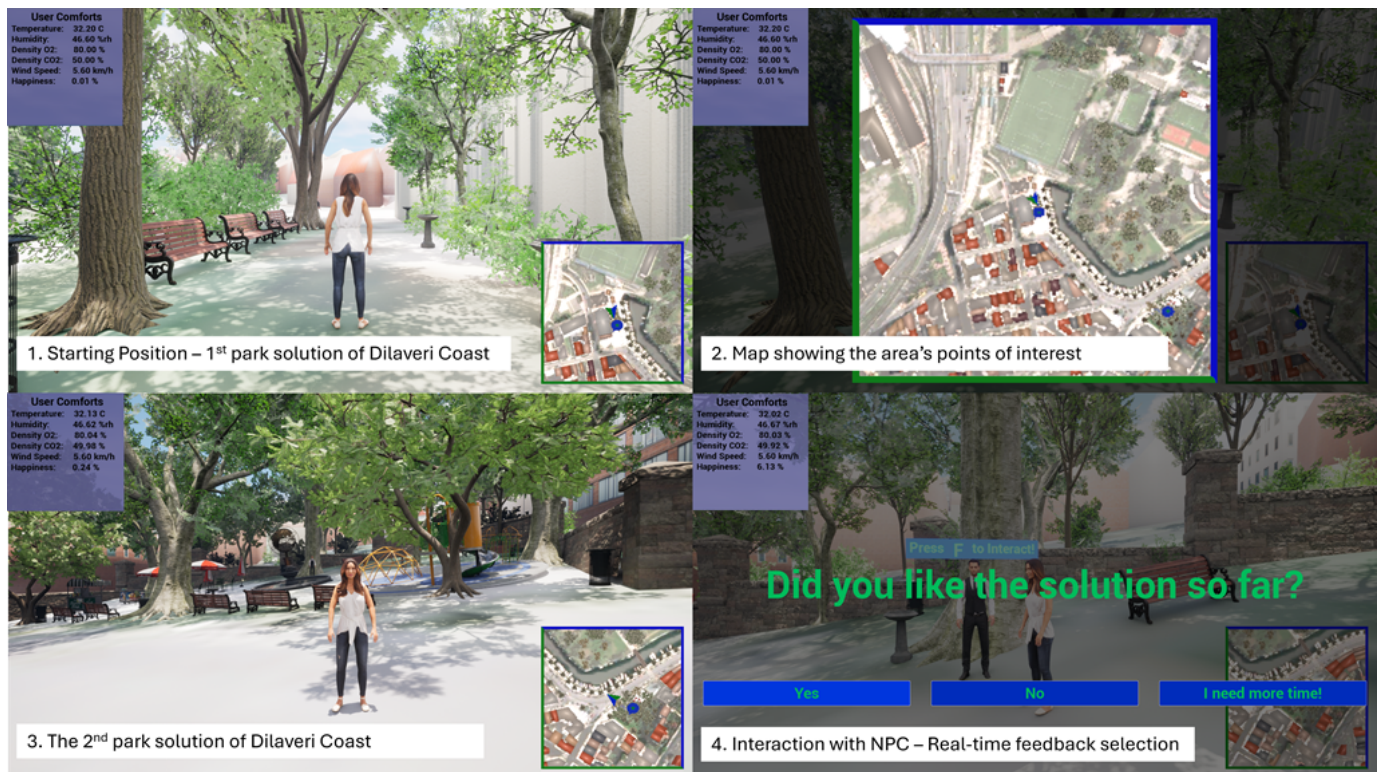 User Comforts
Temperature: 32.20 C
Humidity: 46.60 %rh
Density O2: 80.00 %
Density CO2: 50.00 %
Wind Speed: 5.60 km/h
Happiness: 0.01 %
1. Starting Position – 1st park solution of Dilaveri Coast
User Comforts
Temperature: 32.20 C
Humidity: 46.60 %rh
Density O2: 80.00 %
Density CO2: 50.00 %
Wind Speed: 5.60 km/h
Happiness: 0.01 %
2. Map showing the area’s points of interest
User Comforts
Temperature: 32.13 C
Humidity: 46.62 %rh
Density O2: 80.04 %
Density CO2: 49.98 %
Wind Speed: 5.60 km/h
Happiness: 0.24 %
3. The 2nd park solution of Dilaveri Coast
User Comforts
Temperature: 32.02 C
Humidity: 46.67 %rh
Density O2: 80.03 %
Density CO2: 49.92 %
Wind Speed: 5.60 km/h
Happiness: 6.13 %
Press F to Interact!
Did you like the solution so far?
Yes No I need more time!
4. Interaction with NPC – Real-time feedback selection